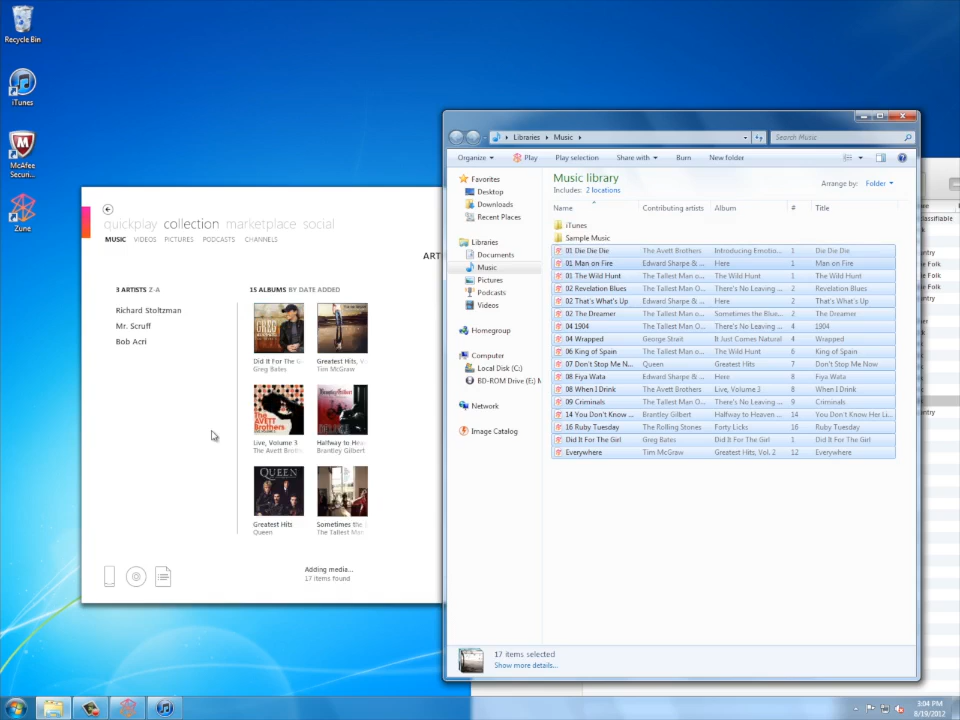 Recycle Bin
iTunes
McAfee
Securi...
Zune
quickplay collection marketplace social
MUSIC VIDEOS PICTURES PODCASTS CHANNELS
3 ARTISTS Z-A
Richard Stoltzman
Mr. Scruff
Bob Acri
15 ALBUMS BY DATE ADDED
Did It For The G
Greg Bates
Greatest Hits, V
Tim McGraw
Live, Volume 3
The Avett Broth
Halfway to Heav
Brantley Gilbert
Greatest Hits
Queen
Sometimes the
The Tallest Man
Adding media...
17 items found
Libraries Music
Search Music
Organize Play Play selection Share with Burn New folder
Favorites
Desktop
Downloads
Recent Places
Libraries
Documents
Music
Pictures
Podcasts
Videos
Homegroup
Computer
Local Disk (C:)
BD-ROM Drive (E:) M
Network
Image Catalog
Music library
Includes: 2 locations
Arrange by: Folder
Name Contributing artists Album # Title
iTunes
Sample Music
01 Die Die Die The Avett Brothers Introducing Emotio... 1 Die Die Die
01 Man on Fire Edward Sharpe & ... Here 1 Man on Fire
01 The Wild Hunt The Tallest Man O... The Wild Hunt 1 The Wild Hunt
02 Revelation Blues The Tallest Man O... There's No Leaving ... 2 Revelation Blues
02 That's What's Up Edward Sharpe & ... Here 2 That's What's Up
02 The Dreamer The Tallest Man O... Sometimes the Blue... 2 The Dreamer
04 1904 The Tallest Man O... There's No Leaving ... 4 1904
04 Wrapped George Strait It Just Comes Natural 4 Wrapped
06 King of Spain The Tallest Man O... The Wild Hunt 6 King of Spain
07 Don't Stop Me N... Queen Greatest Hits 7 Don't Stop Me Now
08 Fiya Wata Edward Sharpe & ... Here 8 Fiya Wata
08 When I Drink The Avett Brothers Live, Volume 3 8 When I Drink
09 Criminals The Tallest Man O... There's No Leaving ... 9 Criminals
14 You Don't Know ... Brantley Gilbert Halfway to Heaven ... 14 You Don't Know Her Li...
16 Ruby Tuesday The Rolling Stones Forty Licks 16 Ruby Tuesday
Did It For The Girl Greg Bates Did It For The Girl 1 Did It For The Girl
Everywhere Tim McGraw Greatest Hits, Vol. 2 12 Everywhere
17 items selected
Show more details...
3:04 PM
8/19/2012